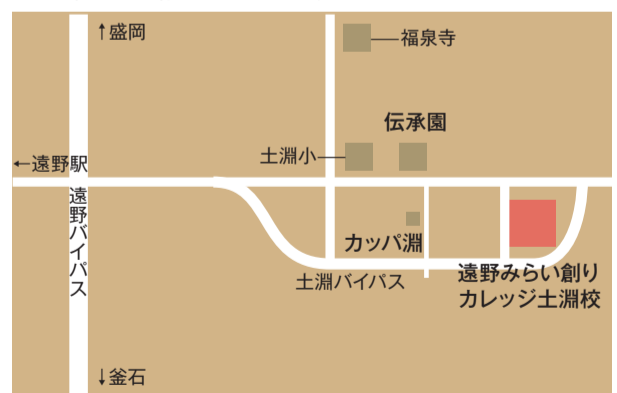 ↑盛岡
福泉寺
伝承園
土淵小
←遠野駅
遠野バイパス
カッパ淵
土淵バイパス
遠野みらい創り
カレッジ土淵校
↓釜石